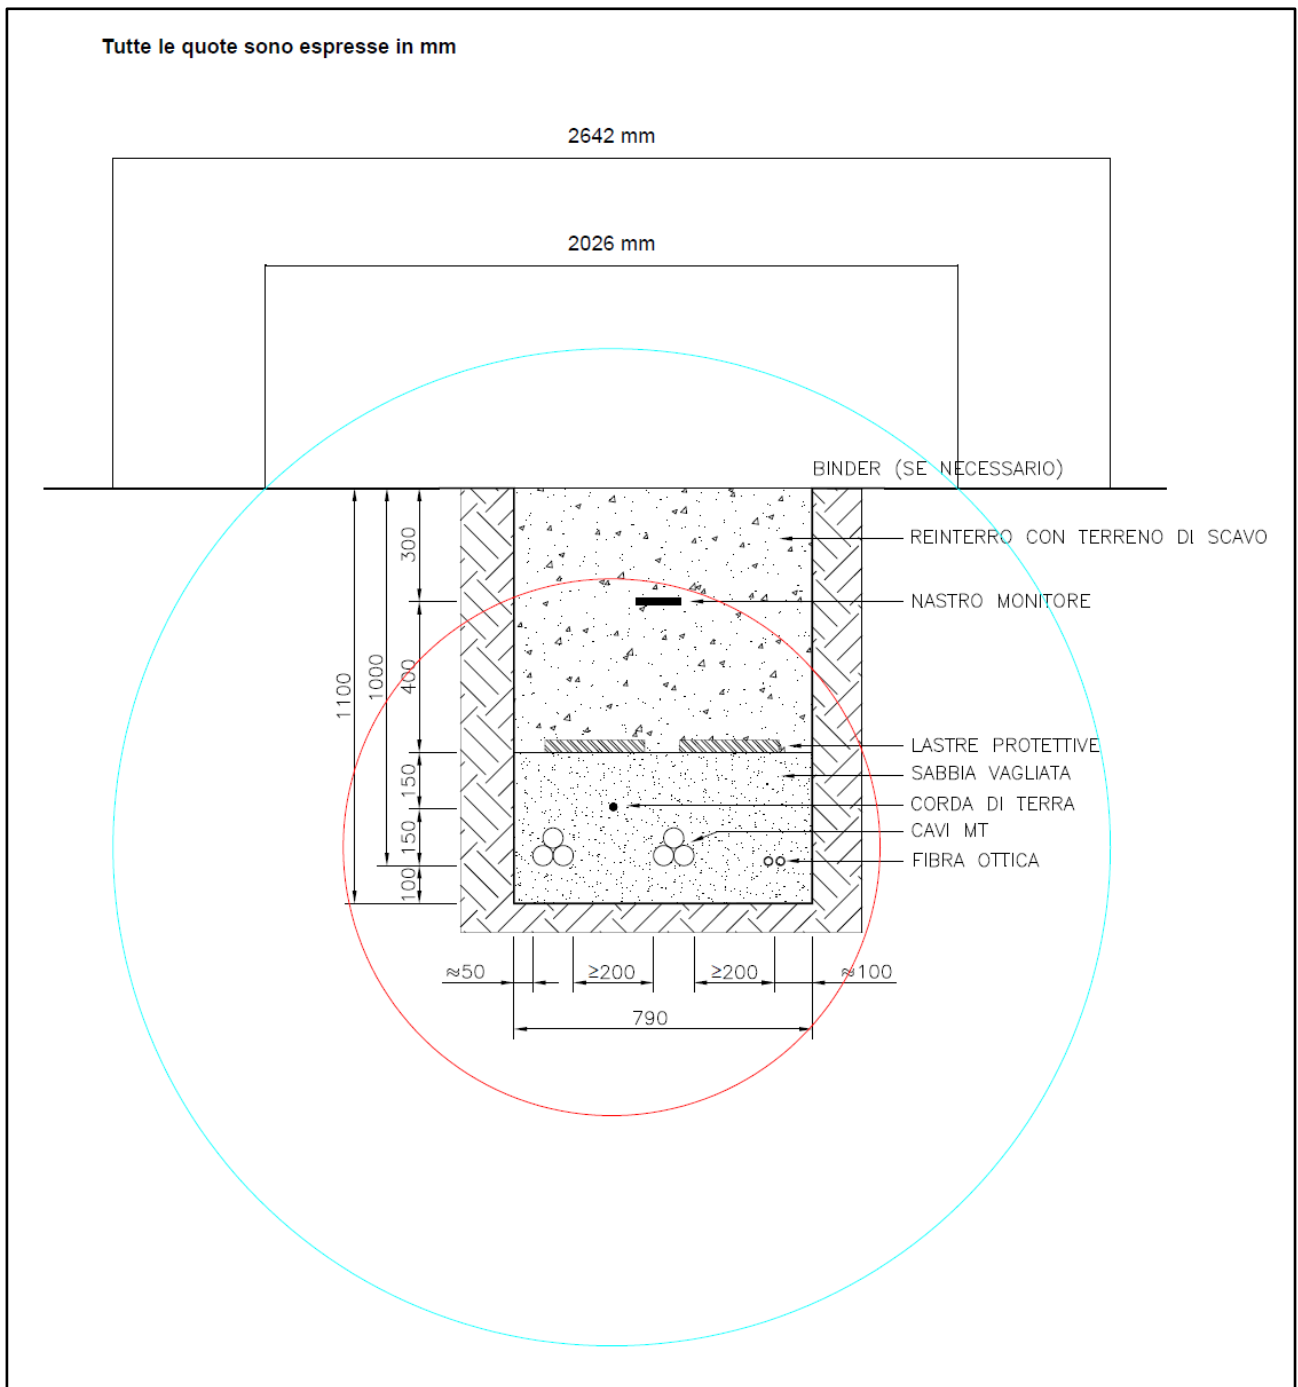 Tutte le quote sono espresse in mm
2642 mm
2026 mm
BINDER (SE NECESSARIO)
REINTERRO CON TERRENO DI SCAVO
NASTRO MONITORE
LASTRE PROTETTIVE
SABBIA VAGLIATA
CORDA DI TERRA
CAVI MT
FIBRA OTTICA
300
400
1000
1100
150
150
100
≈50
≥200
≥200
≈100
790